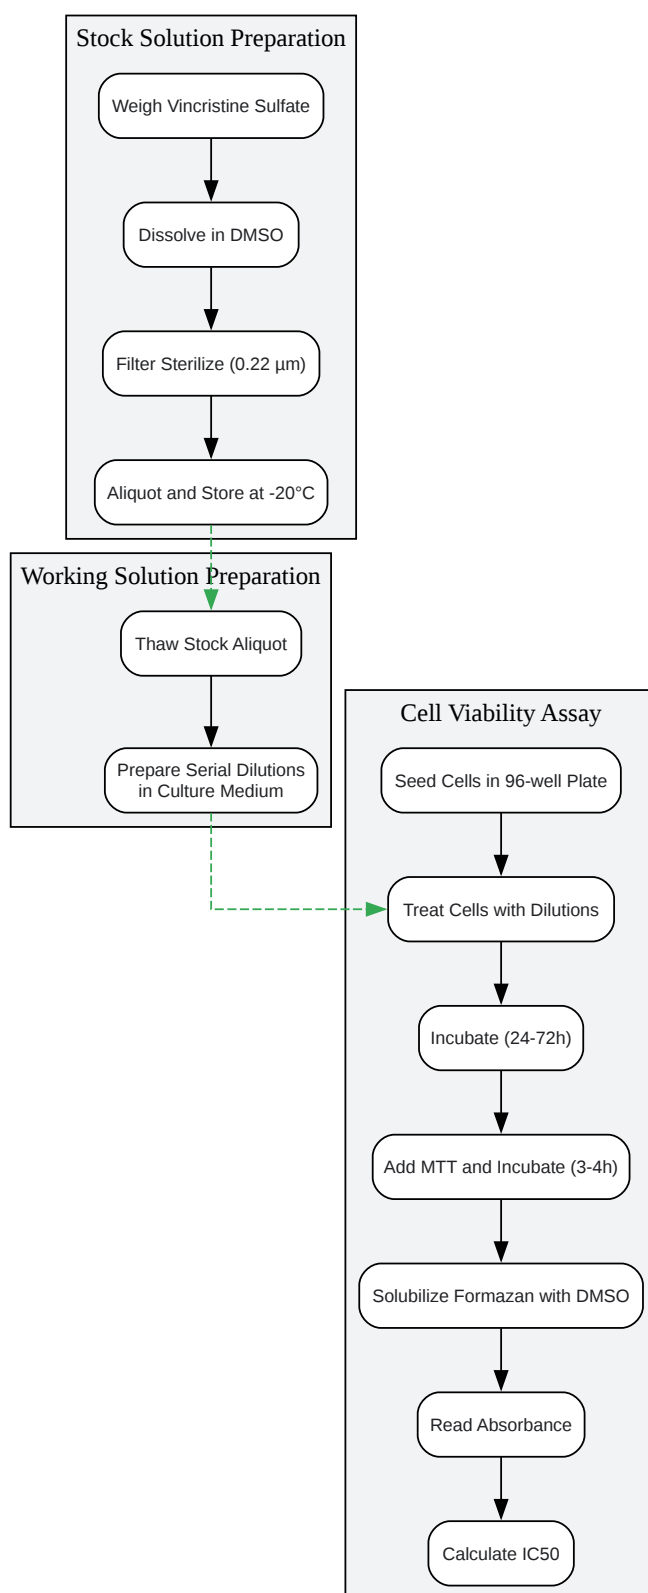 Stock Solution Preparation
Weigh Vincristine Sulfate
Dissolve in DMSO
Filter Sterilize (0.22 µm)
Aliquot and Store at -20°C
Working Solution Preparation
Thaw Stock Aliquot
Prepare Serial Dilutions
in Culture Medium
Cell Viability Assay
Seed Cells in 96-well Plate
Treat Cells with Dilutions
Incubate (24-72h)
Add MTT and Incubate (3-4h)
Solubilize Formazan with DMSO
Read Absorbance
Calculate IC50